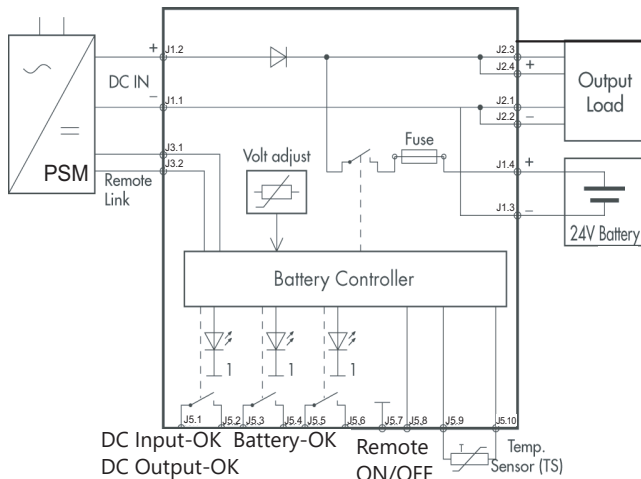 + J1.2
DC IN
− J1.1
J3.1
J3.2
PSM
Remote
Link
Volt adjust
Fuse
J2.3
J2.4 +
J2.1
J2.2 −
Output
Load
J1.4 +
J1.3 −
24V Battery
Battery Controller
1 1 1
J5.1 J5.2 J5.3 J5.4 J5.5 J5.6 J5.7 J5.8 J5.9 J5.10
DC Input-OK Battery-OK
DC Output-OK
Remote
ON/OFF
T
Temp.
Sensor (TS)